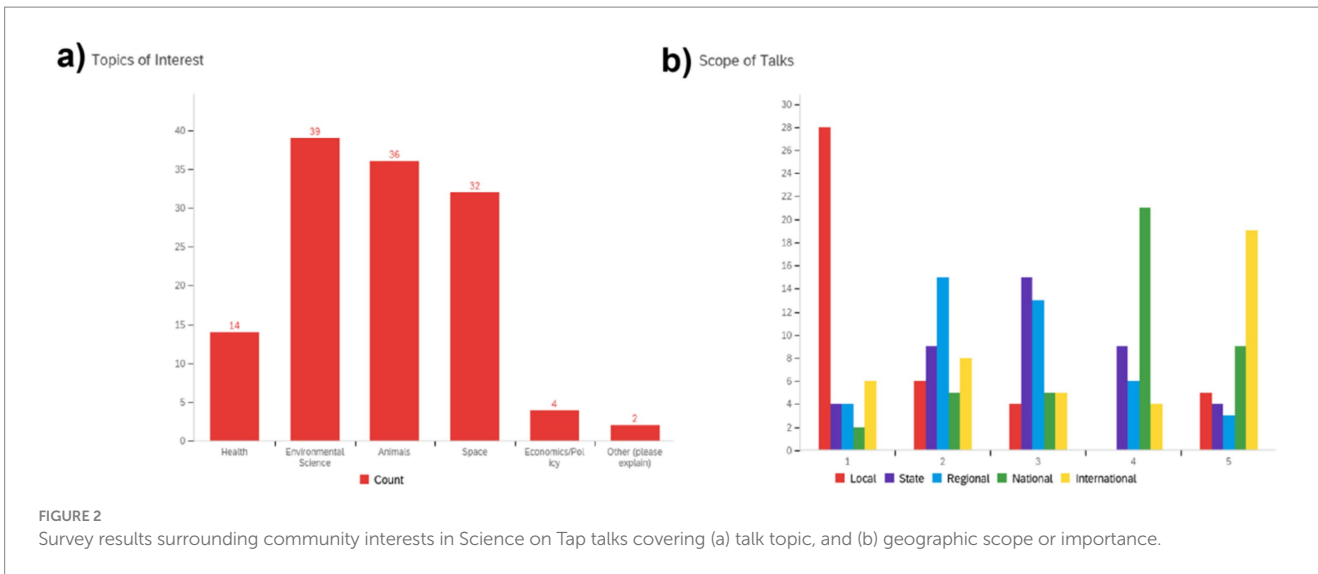 a) Topics of Interest
40
35
30
25
20
15
10
5
0
14
39
36
32
4
2
Health
Environmental
Science
Animals
Space
Economics/Pol
icy
Other (please
explain)
Count
b) Scope of Talks
30
28
26
24
22
20
18
16
14
12
10
8
6
4
2
0
1 2 3 4 5
Local State Regional National International
FIGURE 2
Survey results surrounding community interests in Science on Tap talks covering (a) talk topic, and (b) geographic scope or importance.